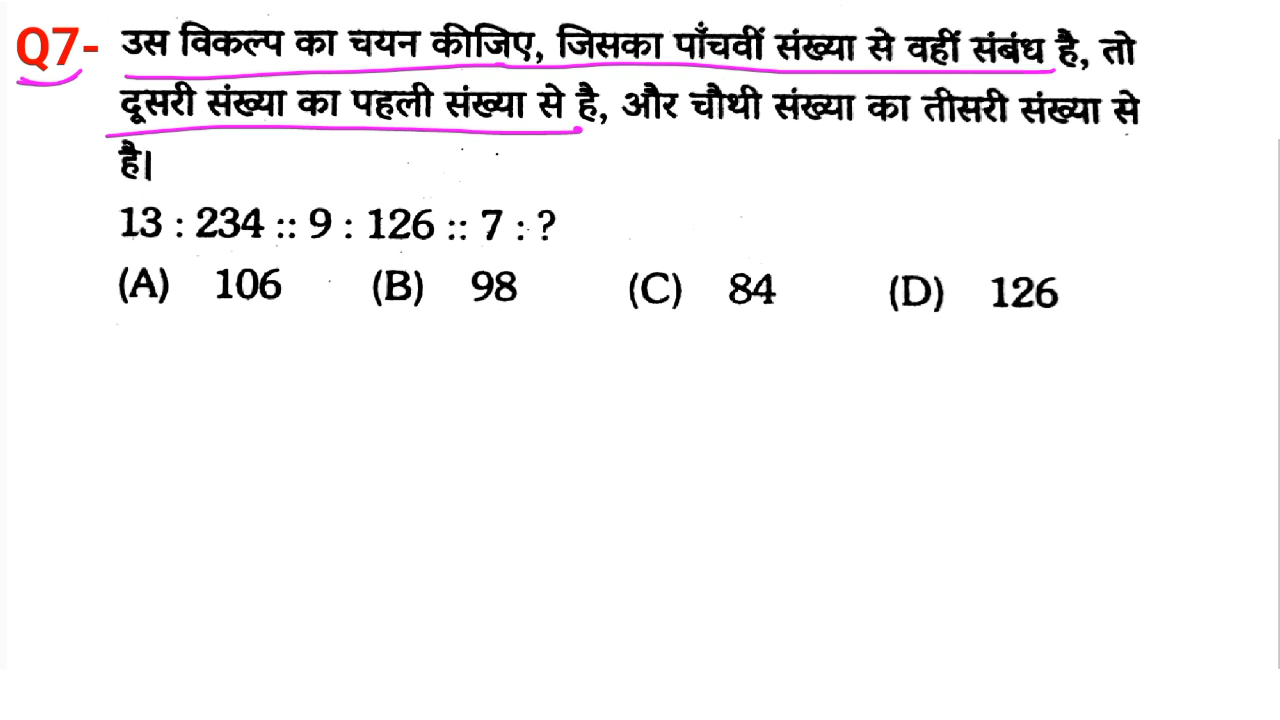 Q7- उस विकल्प का चयन कीजिए, जिसका पाँचवीं संख्या से वहीं संबंध है, तो
दूसरी संख्या का पहली संख्या से है, और चौथी संख्या का तीसरी संख्या से
है।
13 : 234 :: 9 : 126 :: 7 : ?
(A) 106 (B) 98 (C) 84 (D) 126